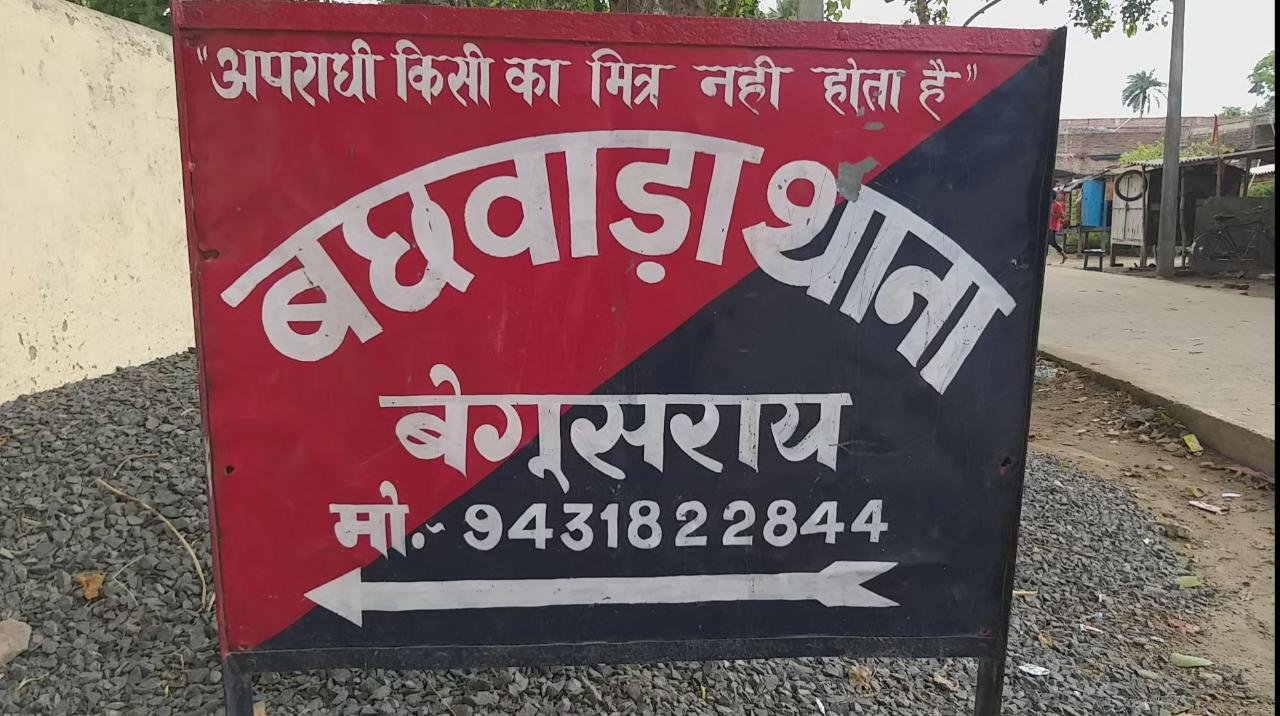 "अपराधी किसी का मित्र नही होता है"
बछवाड़ा थाना
बेगूसराय
मो.:- 9431822844